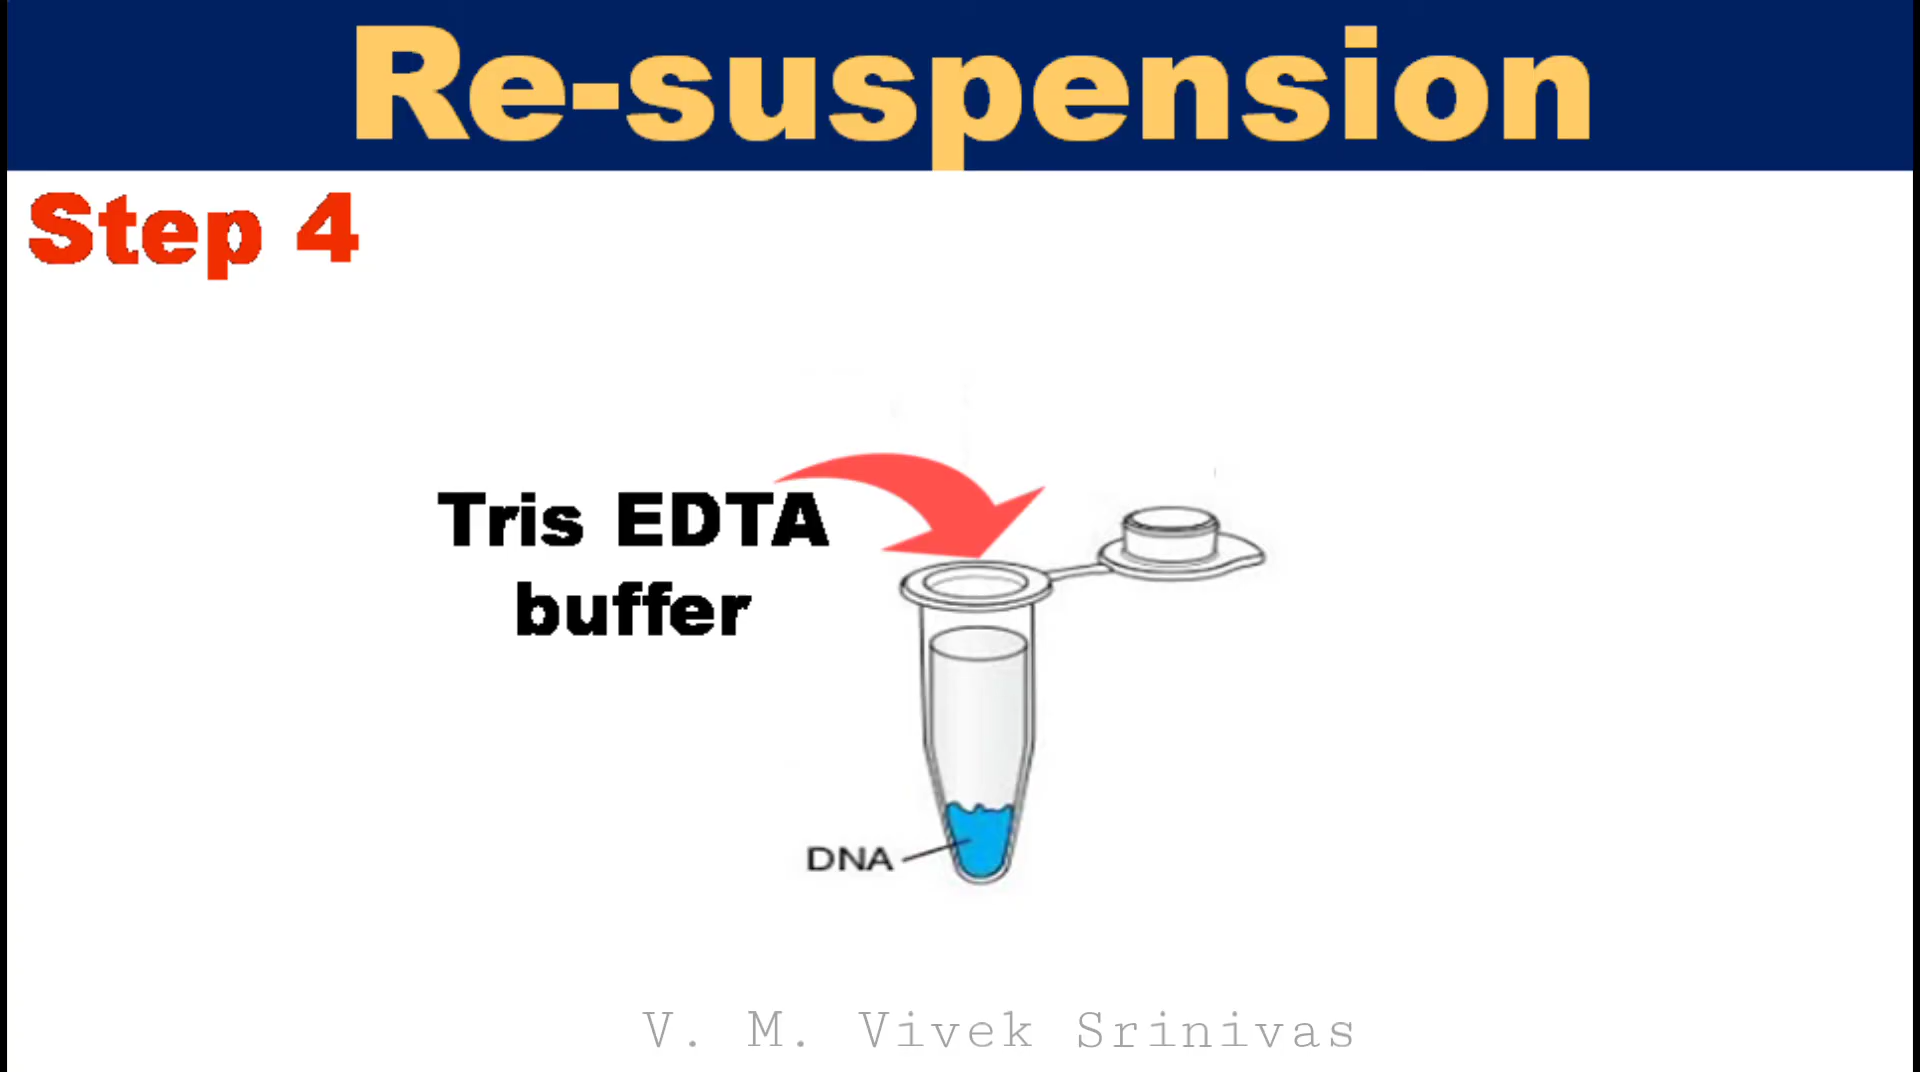 Re-suspension
Step 4
Tris EDTA
buffer
DNA
V. M. Vivek Srinivas